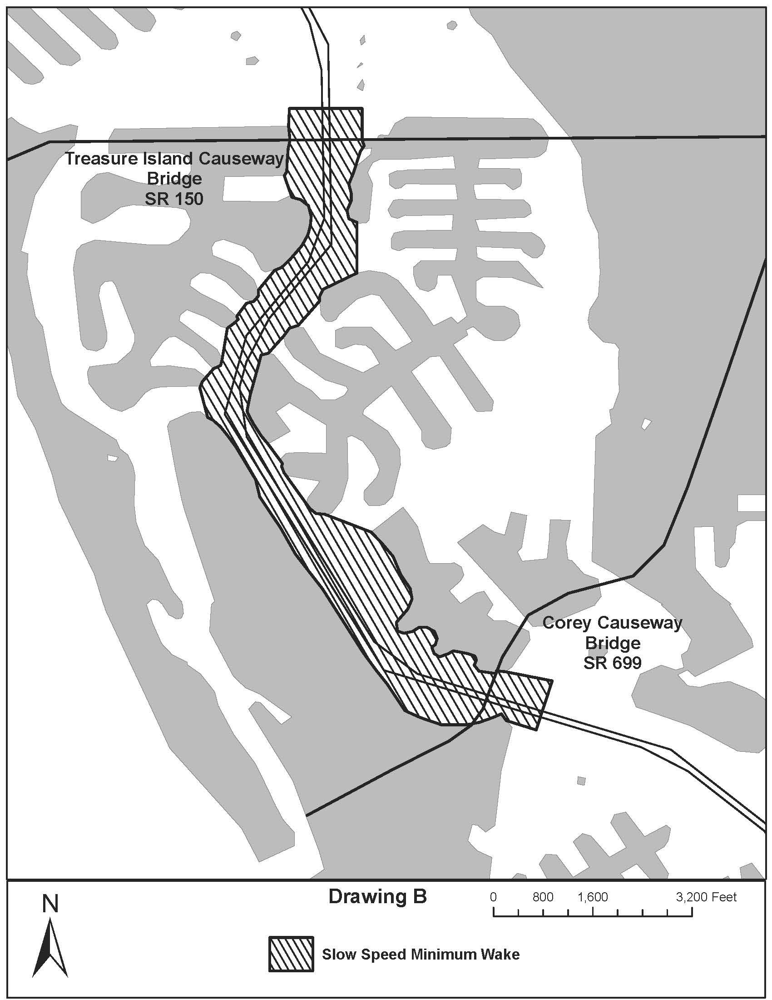 Treasure Island Causeway
Bridge
SR 150
Corey Causeway
Bridge
SR 699
N
Drawing B
0 800 1,600 3,200 Feet
Slow Speed Minimum Wake